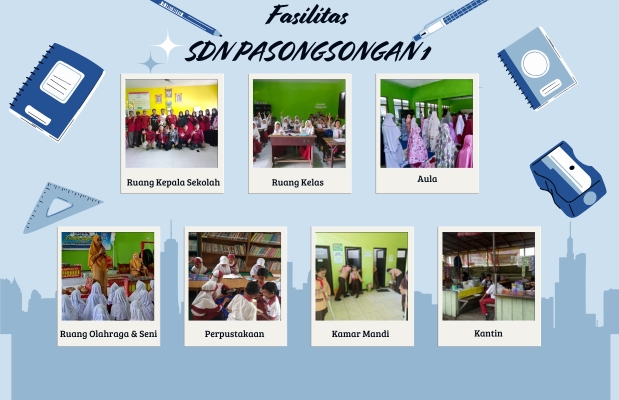 Fasilitas
SDN PASONGSONGAN 1
Ruang Kepala Sekolah
Ruang Kelas
Aula
Ruang Olahraga & Seni
Perpustakaan
Kamar Mandi
Kantin